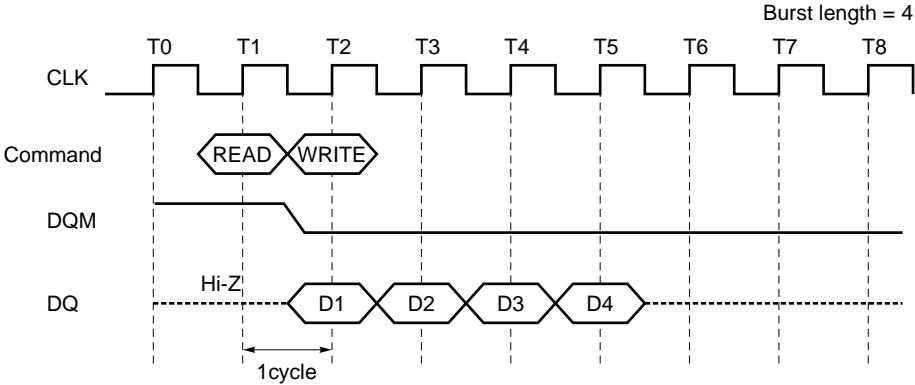 Burst length = 4
T0 T1 T2 T3 T4 T5 T6 T7 T8
CLK
Command READ WRITE
DQM
Hi-Z
DQ D1 D2 D3 D4
1cycle